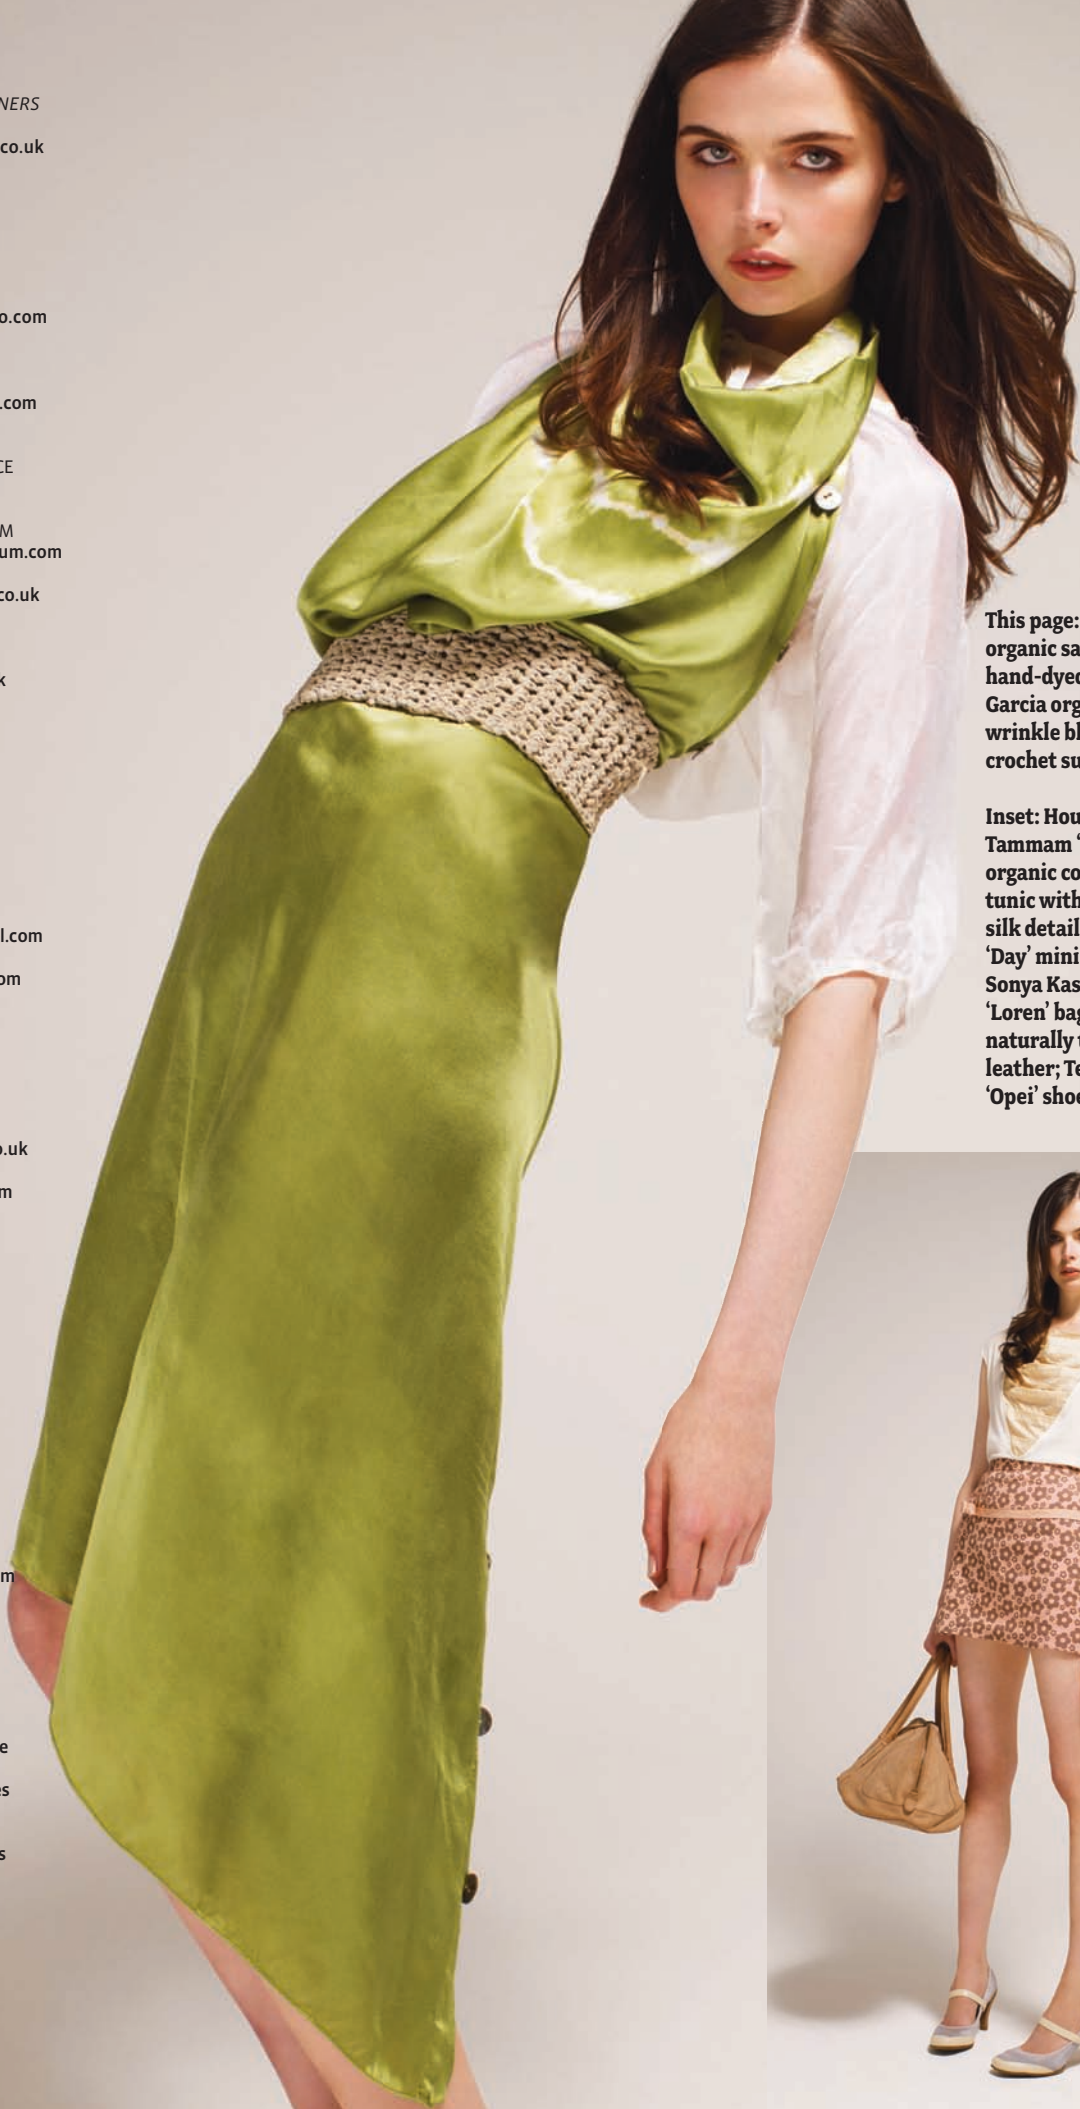 NERS
co.uk
o.com
.com
CE
M
um.com
co.uk
k
l.com
om
o.uk
m
m
e
es
s
This page:
organic sa
hand-dyed
Garcia org
wrinkle bl
crochet su
Inset: Hou
Tammam ‘
organic co
tunic with
silk detail
‘Day’ mini
Sonya Kas
‘Loren’ bag
naturally t
leather; Te
‘Opei’ shoe